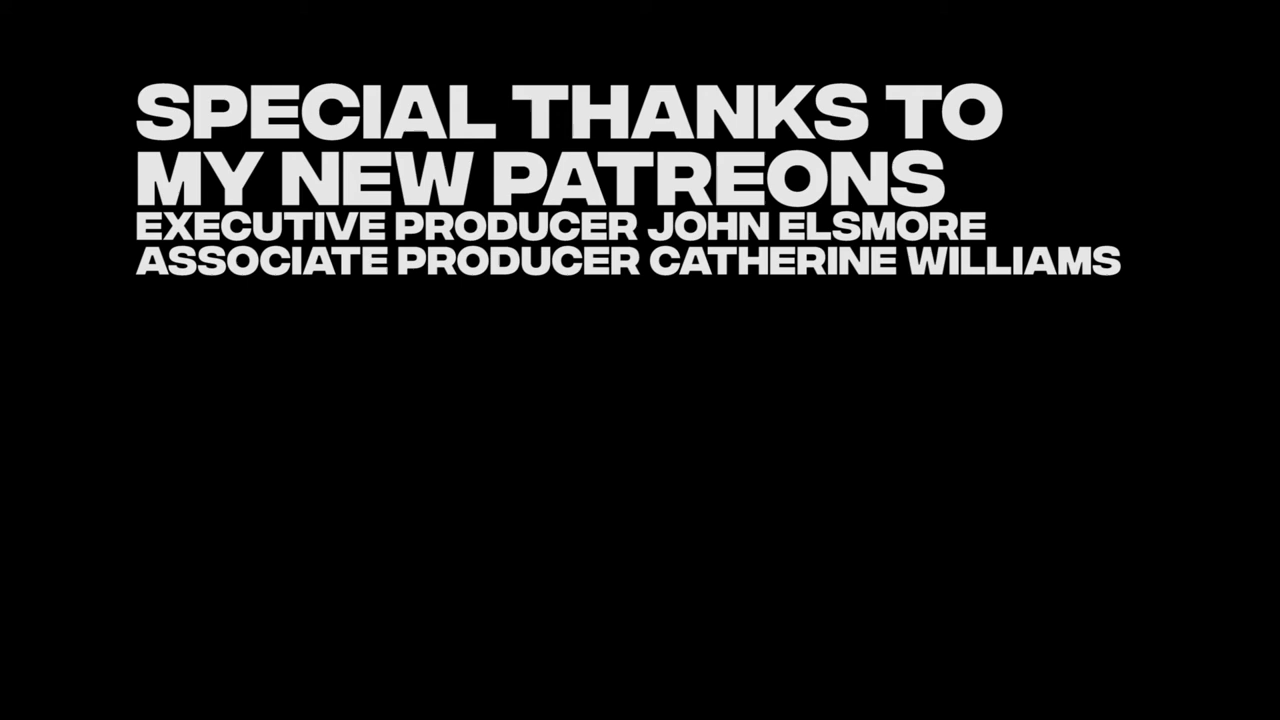 SPECIAL THANKS TO
MY NEW PATREONS
EXECUTIVE PRODUCER JOHN ELSMORE
ASSOCIATE PRODUCER CATHERINE WILLIAMS